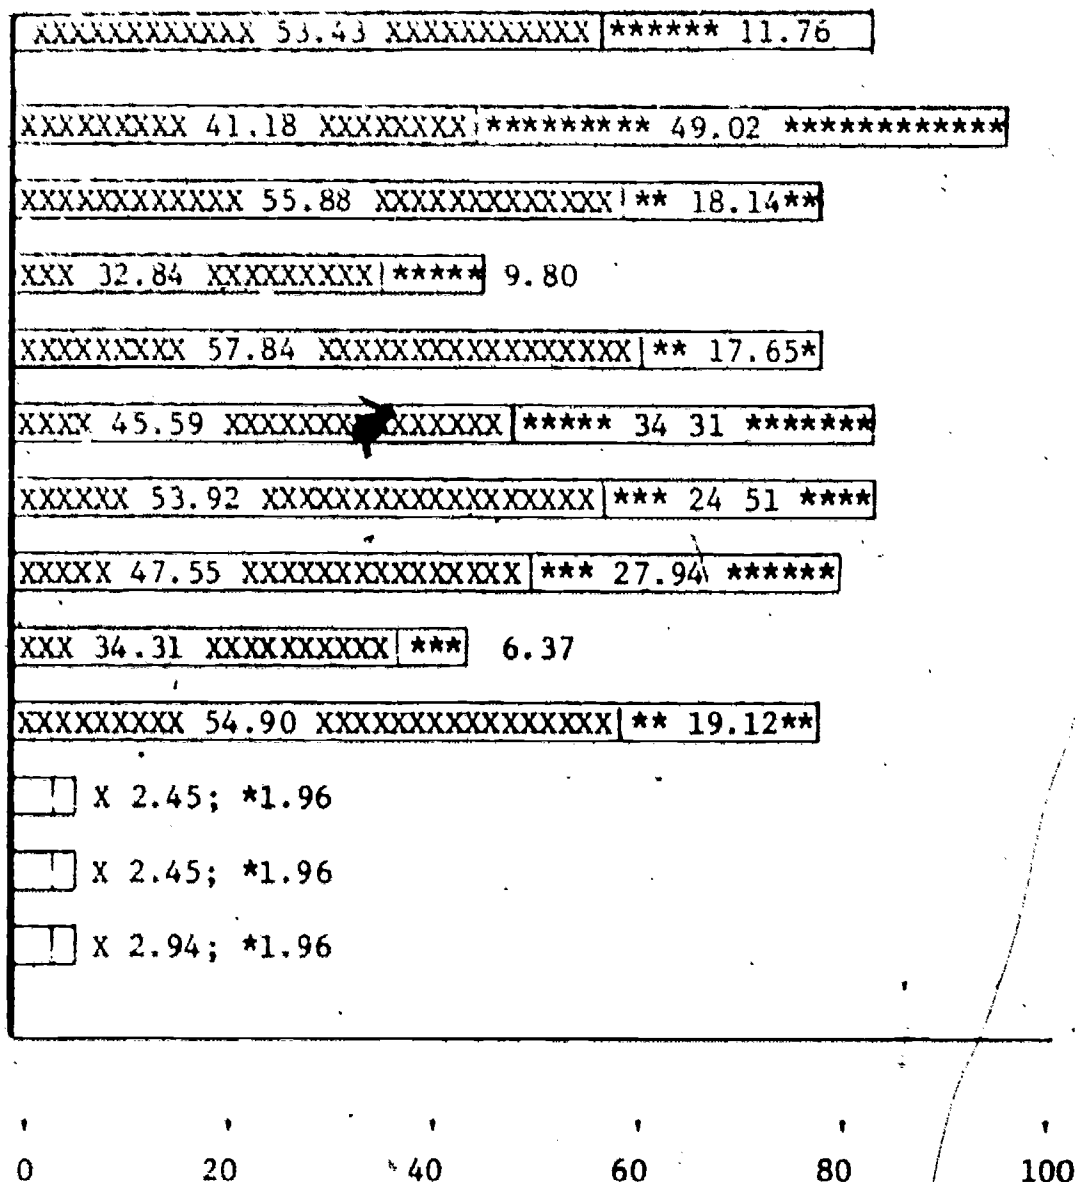 XXXXXXXXXXXX 53.43 XXXXXXXXXXX ****** 11.76
XXXXXXXXX 41.18 XXXXXXXX ********* 49.02 ************
XXXXXXXXXXXX 55.88 XXXXXXXXXXXXX ** 18.14**
XXX 32.84 XXXXXXXXX ***** 9.80
XXXXXXXXX 57.84 XXXXXXXXXXXXXXXXX ** 17.65*
XXXX 45.59 XXXXXXXXXXXXXXX ***** 34 31 *******
XXXXXX 53.92 XXXXXXXXXXXXXXXXXX *** 24 51 ****
XXXXX 47.55 XXXXXXXXXXXXXXX *** 27.94 ******
XXX 34.31 XXXXXXXXXX *** 6.37
XXXXXXXXX 54.90 XXXXXXXXXXXXXXXX ** 19.12**
X 2.45; *1.96
X 2.45; *1.96
X 2.94; *1.96
0 20 40 60 80 100